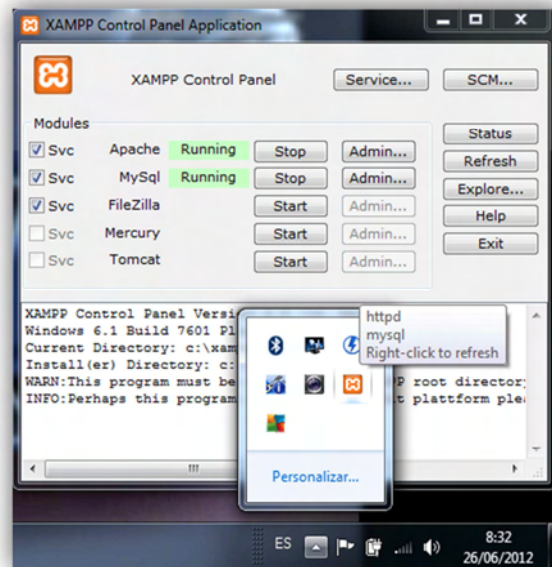 XAMPP Control Panel Application
XAMPP Control Panel
Service...
SCM...
Modules
Svc Apache Running Stop Admin...
Svc MySql Running Stop Admin...
Svc FileZilla Start Admin...
Svc Mercury Start Admin...
Svc Tomcat Start Admin...
Status
Refresh
Explore...
Help
Exit
XAMPP Control Panel Versi
Windows 6.1 Build 7601 Pl
Current Directory: c:\xam
Install(er) Directory: c:
WARN:This program must be P root director
INFO:Perhaps this program t plattform ple
httpd
mysql
Right-click to refresh
Personalizar...
ES
8:32
26/06/2012